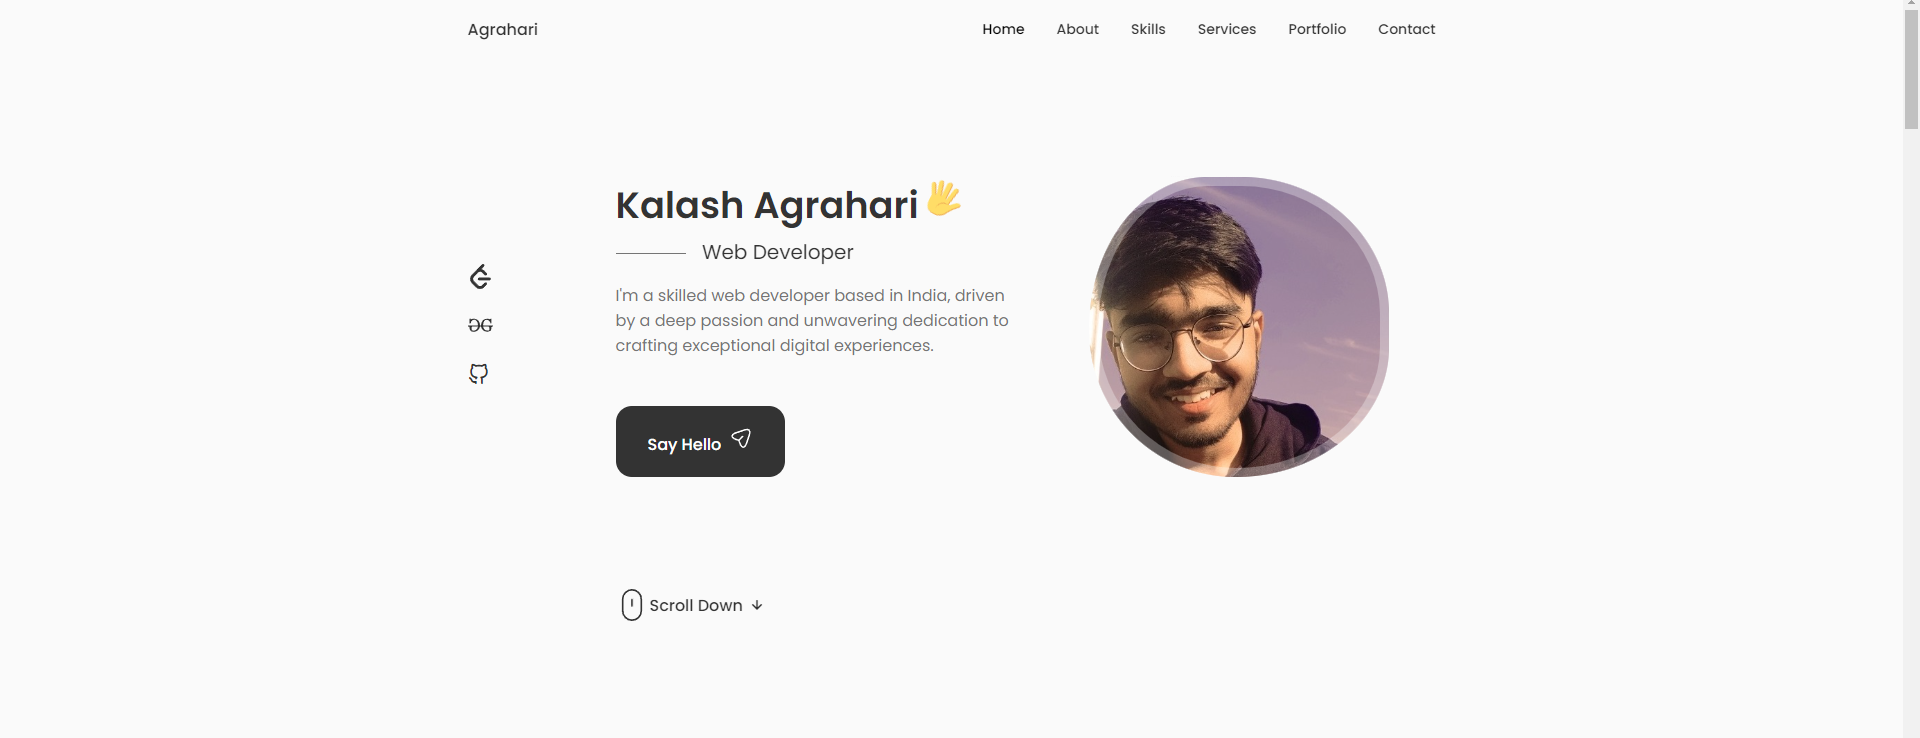 Agrahari
Home About Skills Services Portfolio Contact
Kalash Agrahari
Web Developer
I'm a skilled web developer based in India, driven
by a deep passion and unwavering dedication to
crafting exceptional digital experiences.
Say Hello
Scroll Down